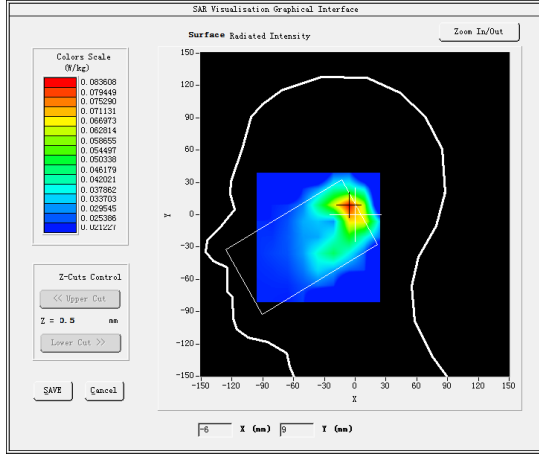 SAR Visualisation Graphical Interface
Surface Radiated Intensity
Zoom In/Out
Colors Scale
(W/kg)
0.083608
0.079449
0.075290
0.071131
0.066973
0.062814
0.058655
0.054497
0.050338
0.046179
0.042021
0.037862
0.033703
0.029545
0.025386
0.021227
Z-Cuts Control
<< Upper Cut
Z = 3.5 mm
Lower Cut >>
SAVE Cancel
150
120
90
60
30
0
-30
-60
-90
-120
-150
Y
-150 -120 -90 -60 -30 0 30 60 90 120 150
X
-6 X (mm) 9 Y (mm)